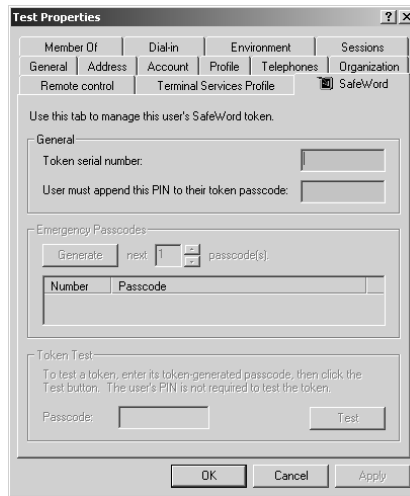 Test Properties
Member Of Dial-in Environment Sessions
General Address Account Profile Telephones Organization
Remote control Terminal Services Profile SafeWord
Use this tab to manage this user's SafeWord token.
General
Token serial number:
User must append this PIN to their token passcode:
Emergency Passcodes
Generate next 1 passcode(s).
Number Passcode
Token Test
To test a token, enter its token-generated passcode, then click the
Test button. The user's PIN is not required to test the token.
Passcode: Test
OK Cancel Apply